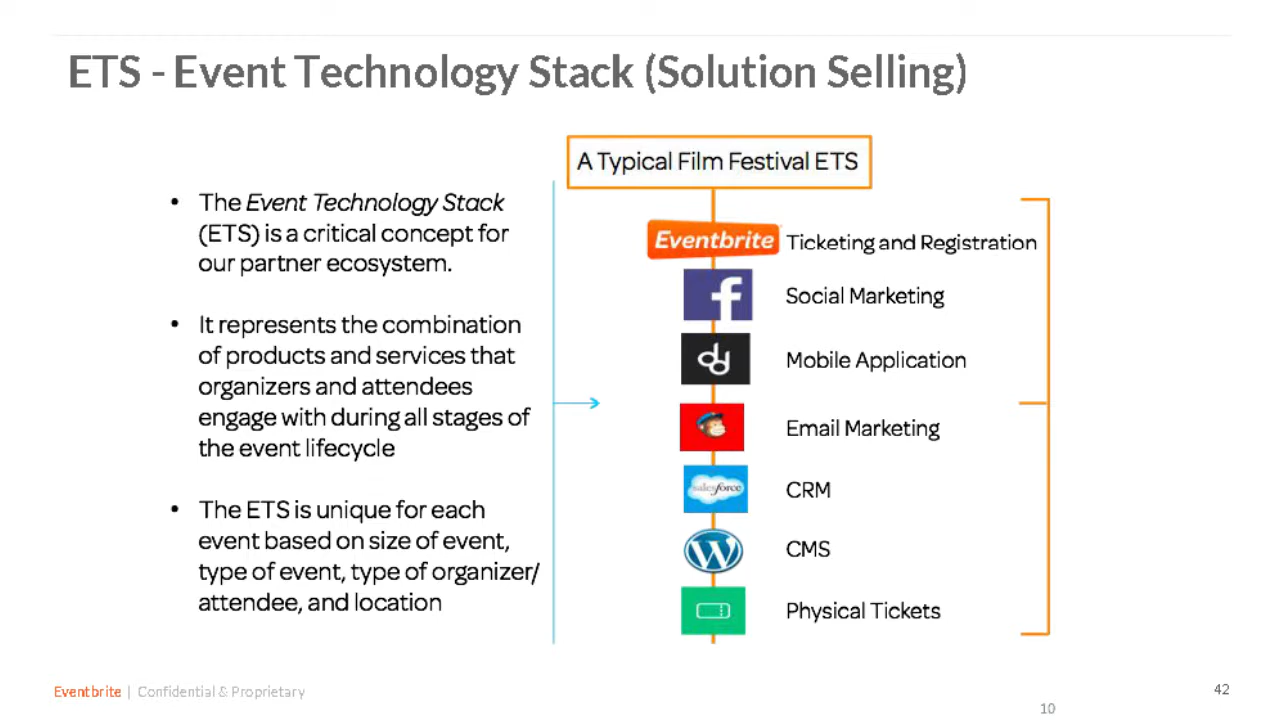 ETS - Event Technology Stack (Solution Selling)
A Typical Film Festival ETS
• The Event Technology Stack
(ETS) is a critical concept for
our partner ecosystem.
• It represents the combination
of products and services that
organizers and attendees
engage with during all stages of
the event lifecycle
• The ETS is unique for each
event based on size of event,
type of event, type of organizer/
attendee, and location
Eventbrite Ticketing and Registration
f Social Marketing
Mobile Application
Email Marketing
salesforce CRM
W CMS
Physical Tickets
Eventbrite | Confidential & Proprietary
42
10